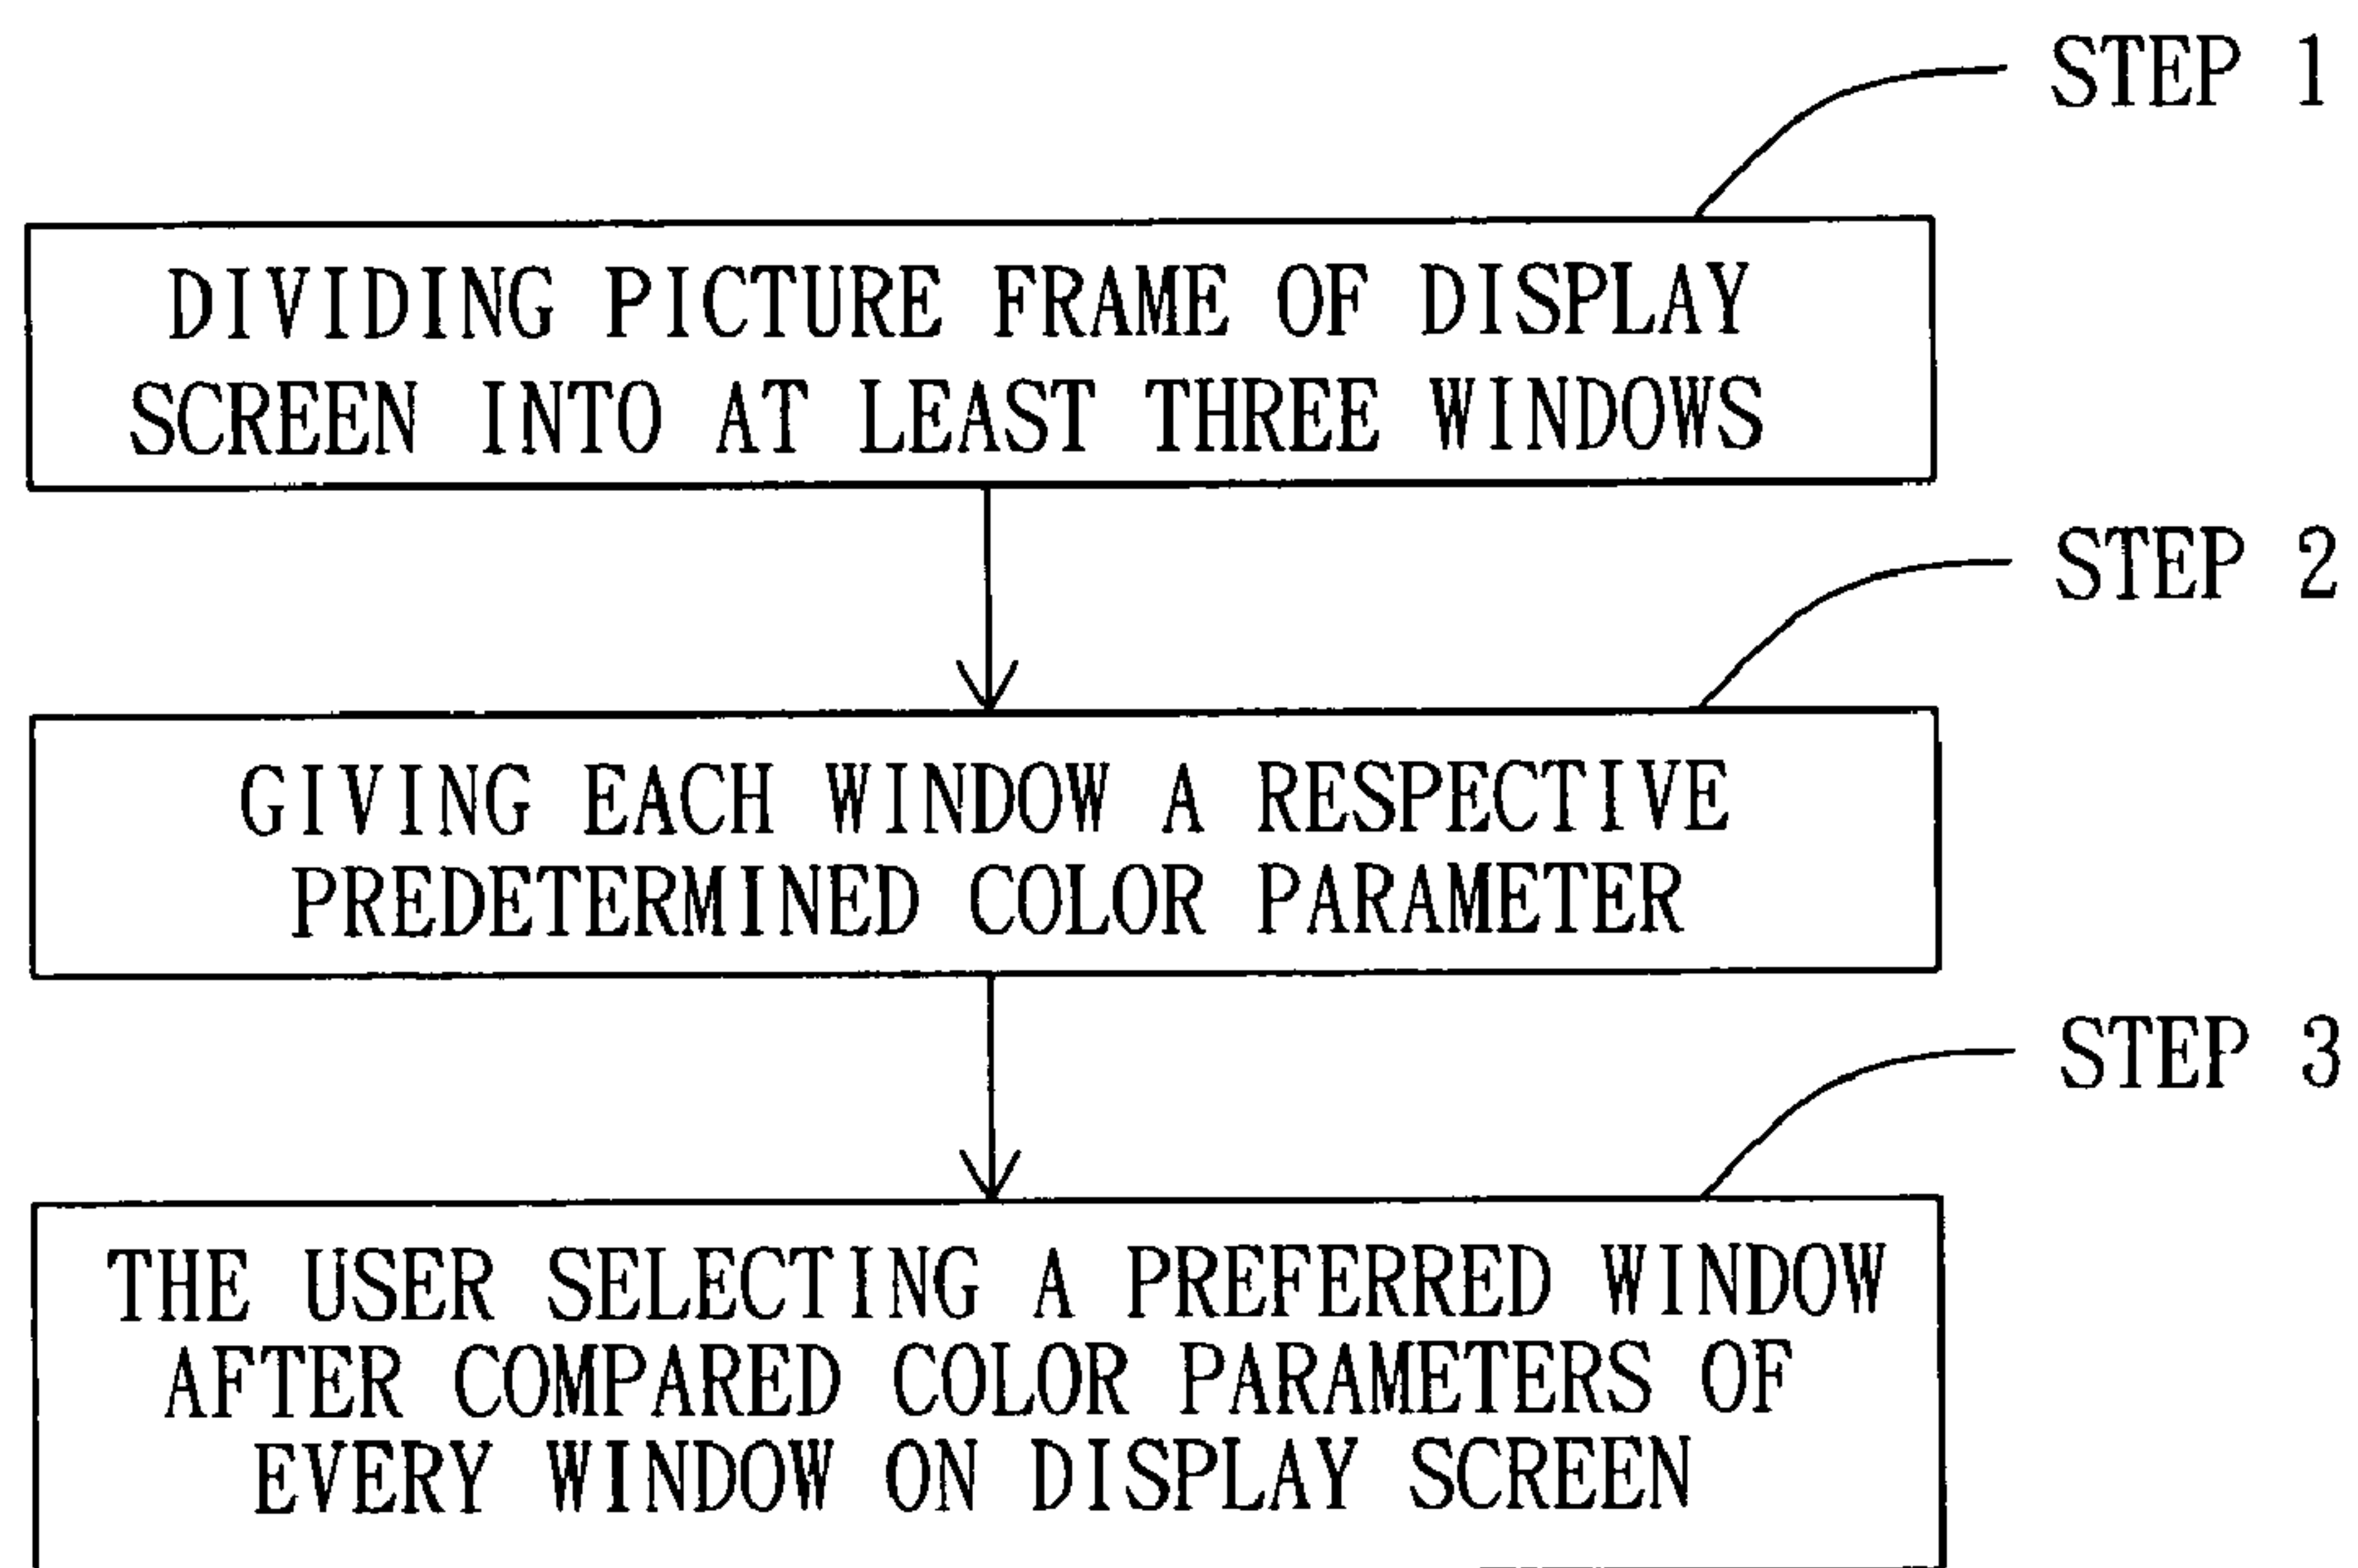 STEP 1
DIVIDING PICTURE FRAME OF DISPLAY
SCREEN INTO AT LEAST THREE WINDOWS
STEP 2
GIVING EACH WINDOW A RESPECTIVE
PREDETERMINED COLOR PARAMETER
STEP 3
THE USER SELECTING A PREFERRED WINDOW
AFTER COMPARED COLOR PARAMETERS OF
EVERY WINDOW ON DISPLAY SCREEN